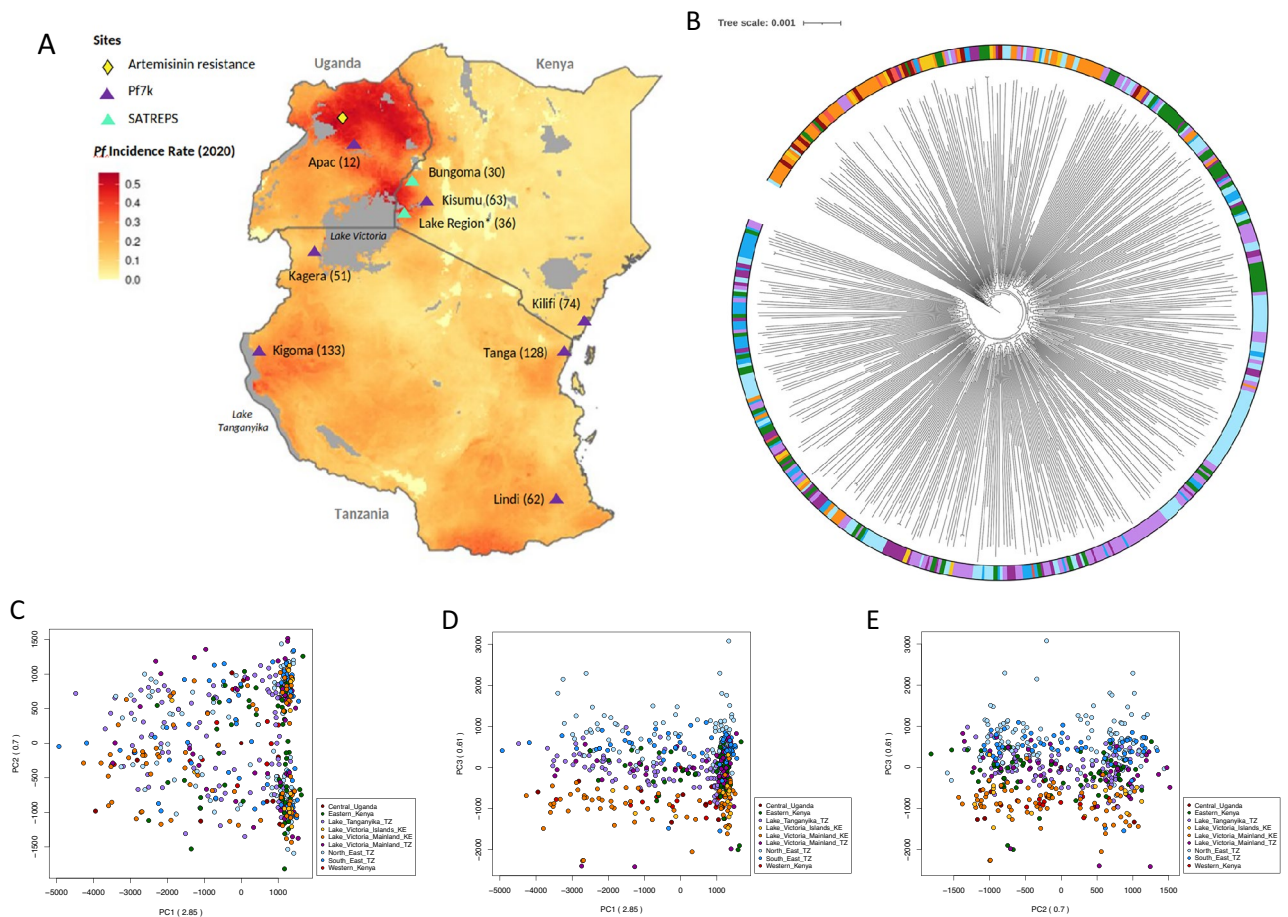 A
Sites
Artemisinin resistance
Pf7k
SATREPS
Pf Incidence Rate (2020)
0.5
0.4
0.3
0.2
0.1
0.0
Uganda
Kenya
Apac (12)
Bungoma (30)
Kisumu (63)
Lake Region* (36)
Lake Victoria
Kagera (51)
Kilifi (74)
Kigoma (133)
Tanga (128)
Lake
Tanganyika
Lindi (62)
Tanzania
B
Tree scale: 0.001
C
PC2 ( 0.7 )
1500
1000
500
0
−500
−1000
−1500
−5000 −4000 −3000 −2000 −1000 0 1000
PC1 ( 2.85 )
Central_Uganda
Eastern_Kenya
Lake_Tanganyika_TZ
Lake_Victoria_Islands_KE
Lake_Victoria_Mainland_KE
Lake_Victoria_Mainland_TZ
North_East_TZ
South_East_TZ
Western_Kenya
D
PC3 ( 0.61 )
3000
2000
1000
0
−1000
−2000
−5000 −4000 −3000 −2000 −1000 0 1000
PC1 ( 2.85 )
Central_Uganda
Eastern_Kenya
Lake_Tanganyika_TZ
Lake_Victoria_Islands_KE
Lake_Victoria_Mainland_KE
Lake_Victoria_Mainland_TZ
North_East_TZ
South_East_TZ
Western_Kenya
E
PC3 ( 0.61 )
3000
2000
1000
0
−1000
−2000
−1500 −1000 −500 0 500 1000 1500
PC2 ( 0.7 )
Central_Uganda
Eastern_Kenya
Lake_Tanganyika_TZ
Lake_Victoria_Islands_KE
Lake_Victoria_Mainland_KE
Lake_Victoria_Mainland_TZ
North_East_TZ
South_East_TZ
Western_Kenya